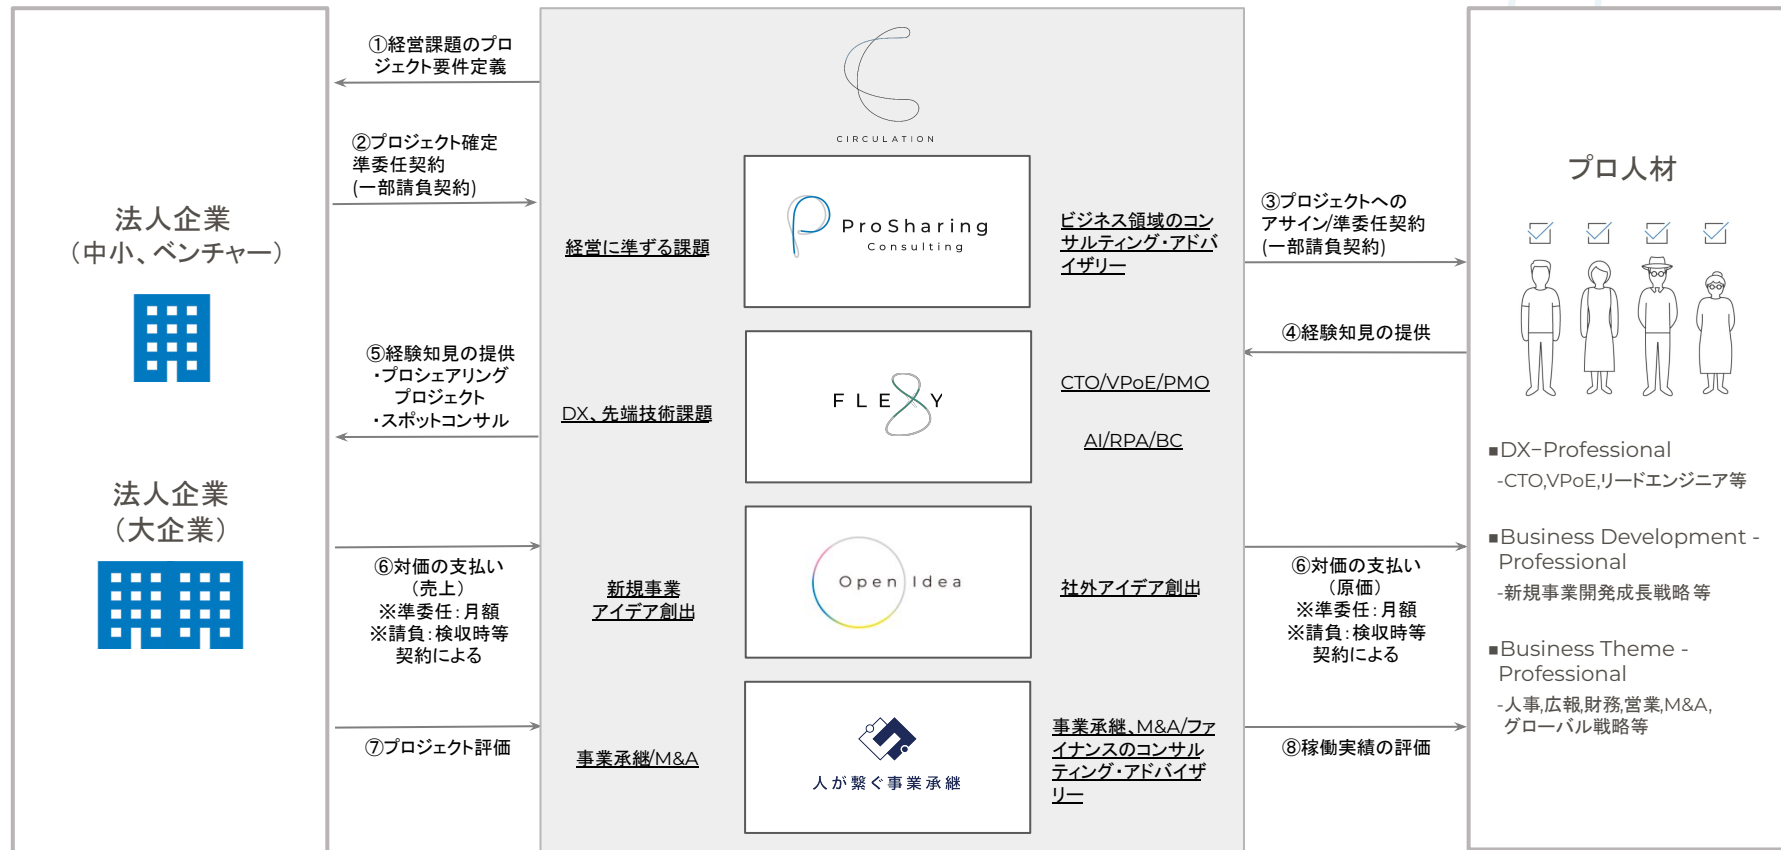 法人企業
（中小、ベンチャー）
法人企業
（大企業）
①経営課題のプロ
ジェクト要件定義
②プロジェクト確定
準委任契約
(一部請負契約)
⑤経験知見の提供
・プロシェアリング
プロジェクト
・スポットコンサル
⑥対価の支払い
（売上）
※準委任：月額
※請負：検収時等
契約による
⑦プロジェクト評価
CIRCULATION
経営に準ずる課題
ProSharing
Consulting
ビジネス領域のコン
サルティング・アドバ
イザリー
DX、先端技術課題
FLEXY
CTO/VPoE/PMO
AI/RPA/BC
新規事業
アイデア創出
Open Idea
社外アイデア創出
事業承継/M&A
人が繋ぐ事業承継
事業承継、M&A/ファ
イナンスのコンサル
ティング・アドバイザ
リー
③プロジェクトへの
アサイン/準委任契約
(一部請負契約)
④経験知見の提供
⑥対価の支払い
（原価）
※準委任：月額
※請負：検収時等
契約による
⑧稼働実績の評価
プロ人材
■DX−Professional
-CTO,VPoE,リードエンジニア等
■Business Development -
Professional
-新規事業開発成長戦略 等
■Business Theme -
Professional
-人事,広報,財務,営業,M&A,
グローバル戦略等